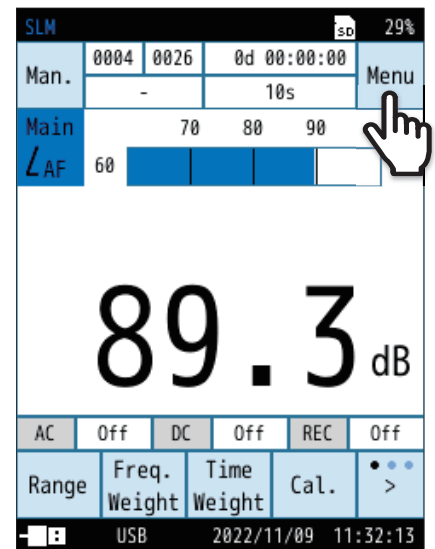 SLM SD 29%
Man. 0004 0026 0d 00:00:00 Menu
- 10s
Main 70 80 90
LAF 60
89.3 dB
AC Off DC Off REC Off
Range Freq. Weight Time Weight Cal. >
USB 2022/11/09 11:32:13